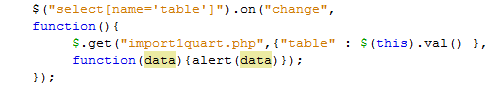 $("select[name='table']").on("change",
function(){
$.get("import1quart.php",{"table" : $(this).val() },
function(data){alert(data)});
});